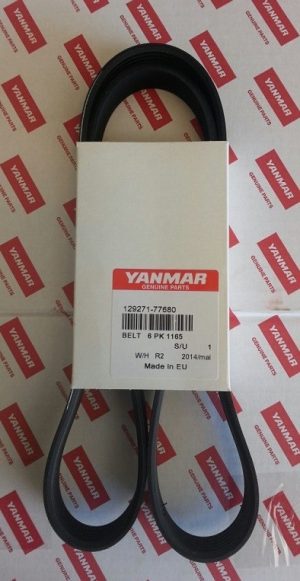 YANMAR
GENUINE PARTS
129271-77680
BELT 6 PK 1165
S/U 1
W/H R2 2014/mai
Made in EU